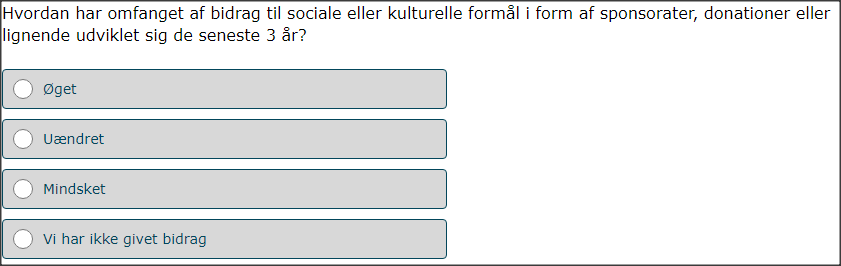 Hvordan har omfanget af bidrag til sociale eller kulturelle formål i form af sponsorater, donationer eller
lignende udviklet sig de seneste 3 år?
Øget
Uændret
Mindsket
Vi har ikke givet bidrag